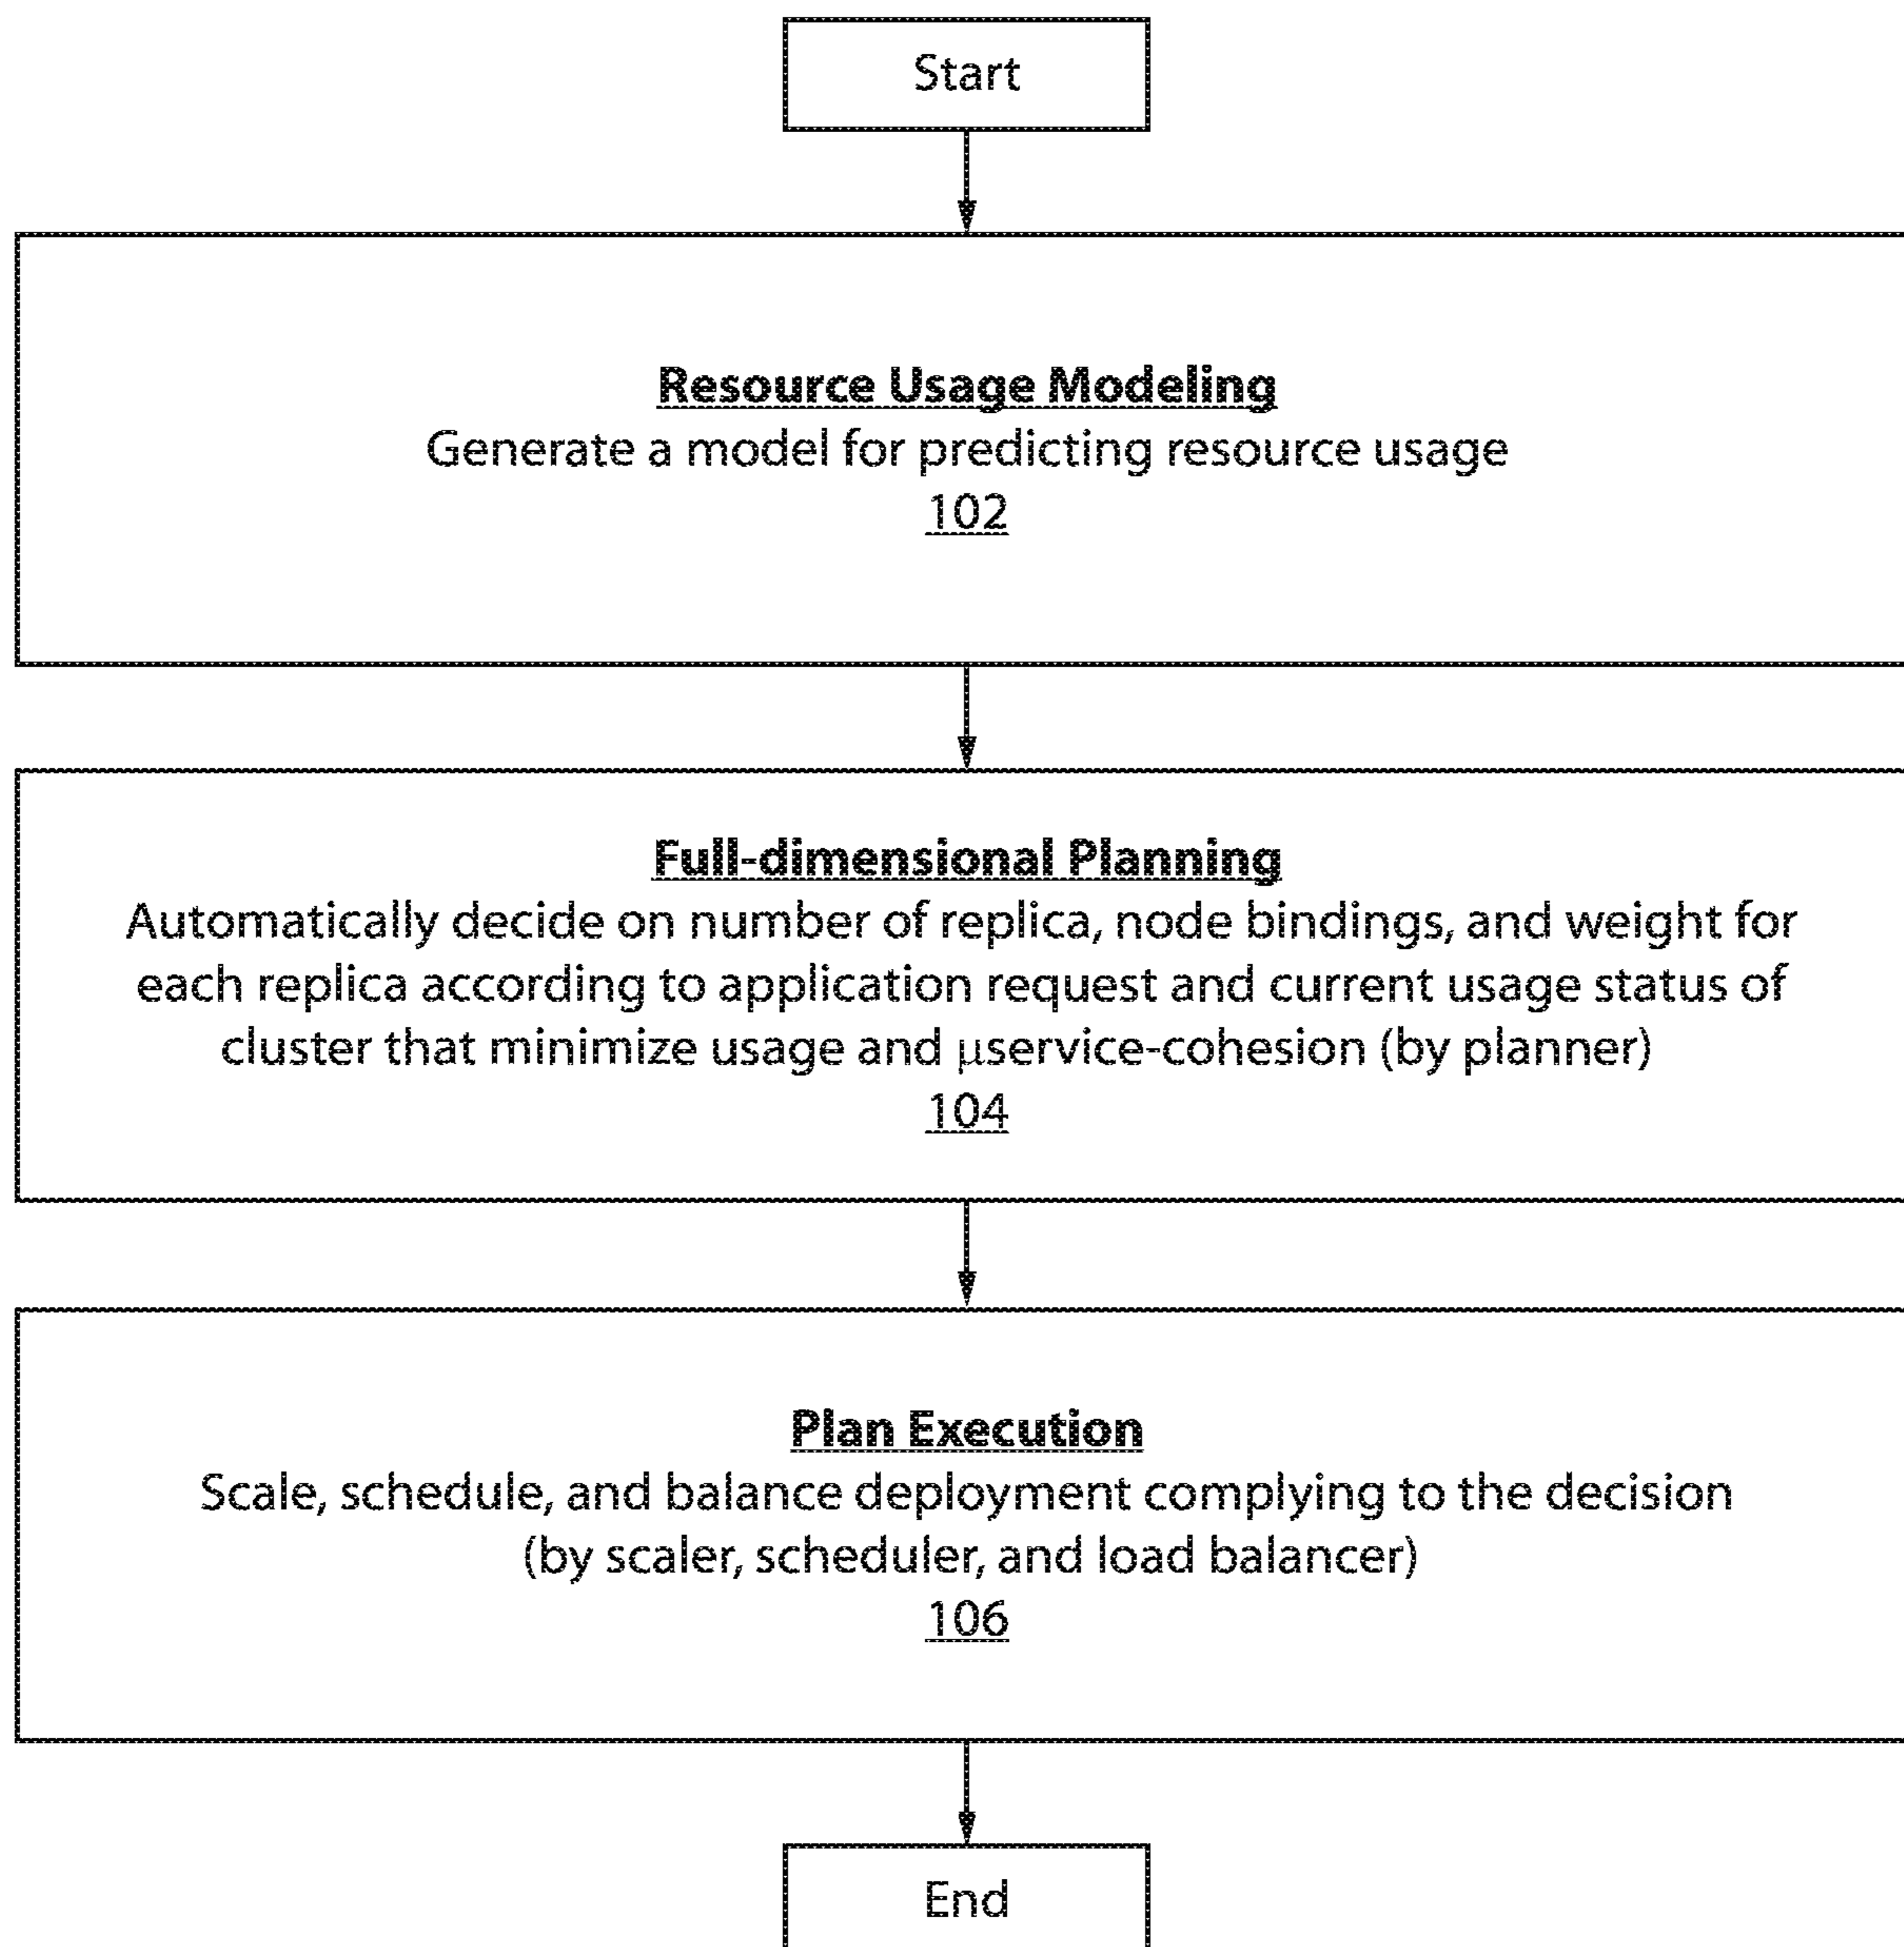 Start
Resource Usage Modeling
Generate a model for predicting resource usage
102
Full-dimensional Planning
Automatically decide on number of replica, node bindings, and weight for
each replica according to application request and current usage status of
cluster that minimize usage and μservice-cohesion (by planner)
104
Plan Execution
Scale, schedule, and balance deployment complying to the decision
(by scaler, scheduler, and load balancer)
106
End